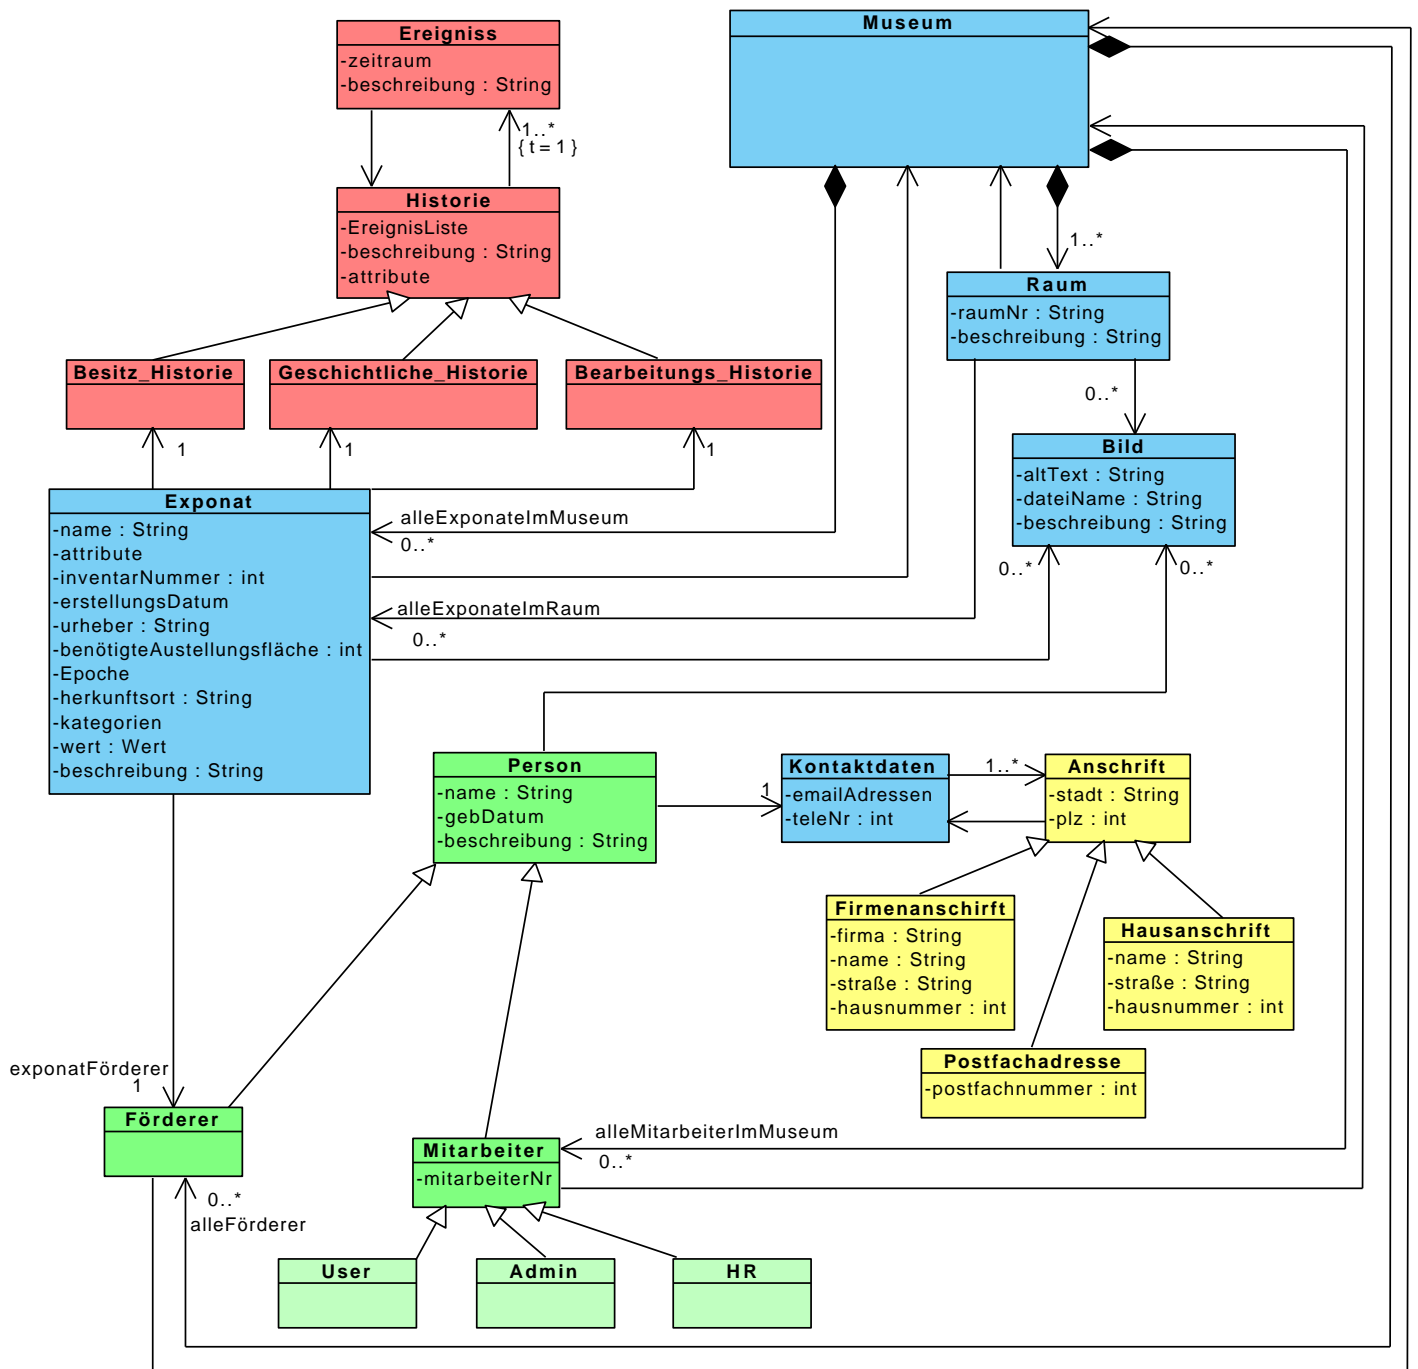 Ereigniss
-zeitraum
-beschreibung : String
1..*
{ t = 1 }
Historie
-EreignisListe
-beschreibung : String
-attribute
Museum
1..*
Raum
-raumNr : String
-beschreibung : String
Besitz_Historie
Geschichtliche_Historie
Bearbeitungs_Historie
1
1
1
0..*
Bild
-altText : String
-dateiName : String
-beschreibung : String
0..*
0..*
Exponat
-name : String
-attribute
-inventarNummer : int
-erstellungsDatum
-urheber : String
-benötigteAustellungsfläche : int
-Epoche
-herkunftsort : String
-kategorien
-wert : Wert
-beschreibung : String
alleExponateImMuseum
0..*
alleExponateImRaum
0..*
Person
-name : String
-gebDatum
-beschreibung : String
1
Kontaktdaten
-emailAdressen
-teleNr : int
1..*
Anschrift
-stadt : String
-plz : int
Firmenanschirft
-firma : String
-name : String
-straße : String
-hausnummer : int
Hausanschrift
-name : String
-straße : String
-hausnummer : int
Postfachadresse
-postfachnummer : int
exponatFörderer
1
Förderer
0..*
alleFörderer
Mitarbeiter
-mitarbeiterNr
alleMitarbeiterImMuseum
0..*
User
Admin
HR